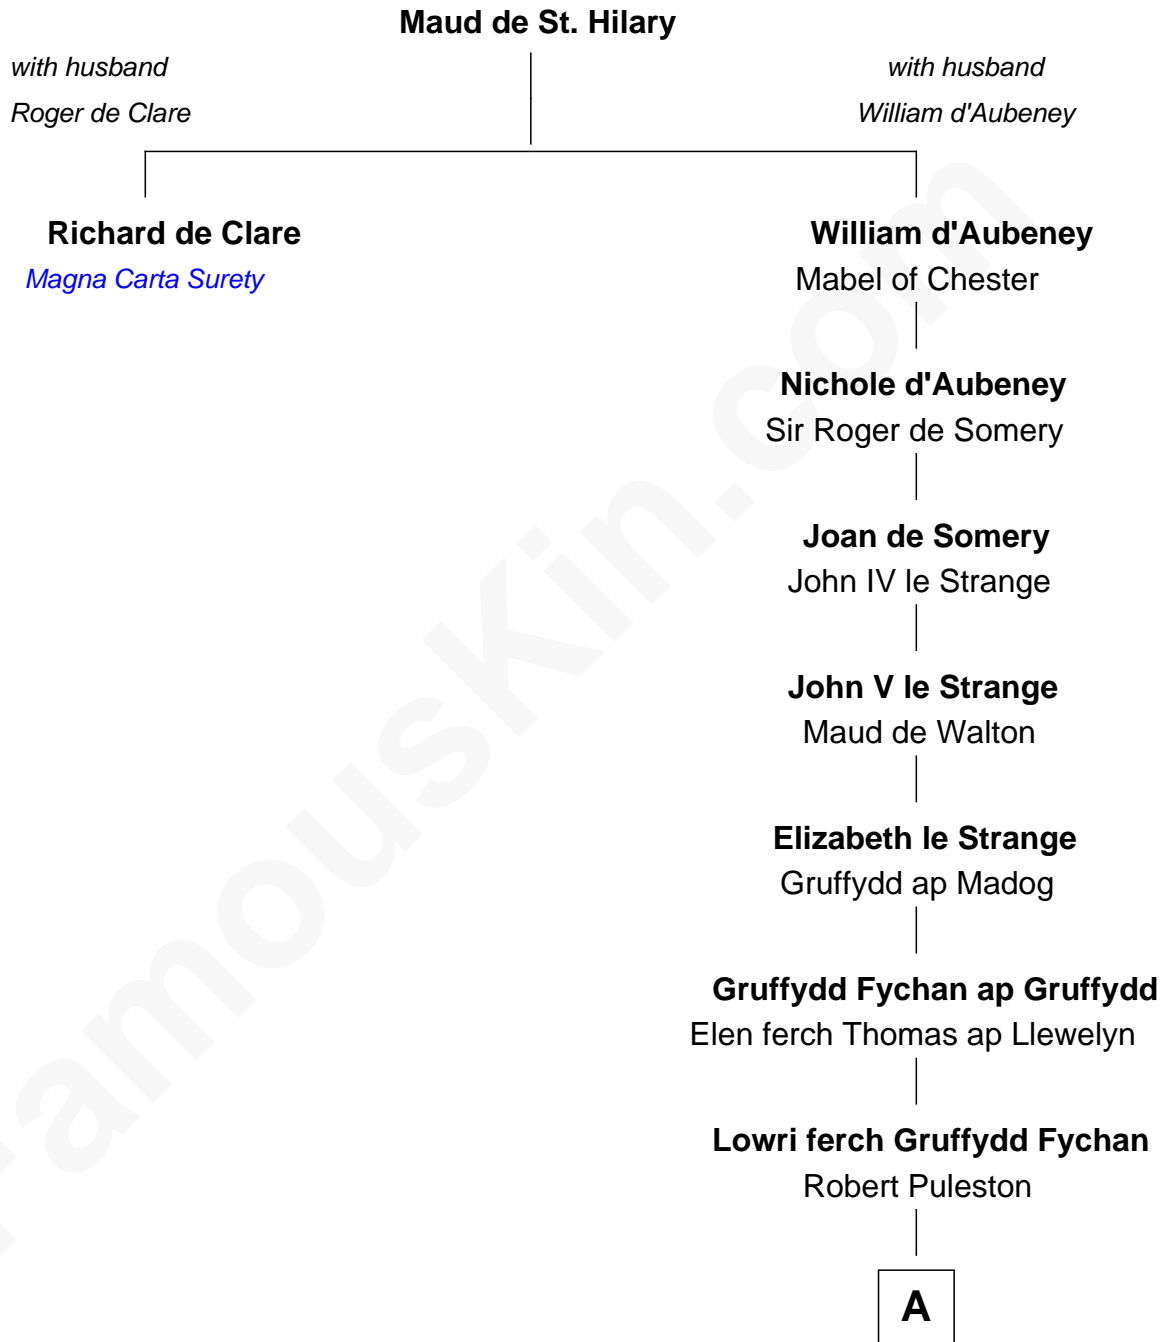 Maud de St. Hilary
with husband
Roger de Clare
with husband
William d'Aubeney
Richard de Clare
Magna Carta Surety
William d'Aubeney
Mabel of Chester
Nichole d'Aubeney
Sir Roger de Somery
Joan de Somery
John IV le Strange
John V le Strange
Maud de Walton
Elizabeth le Strange
Gruffydd ap Madog
Gruffydd Fychan ap Gruffydd
Elen ferch Thomas ap Llewelyn
Lowri ferch Gruffydd Fychan
Robert Puleston
A
FamousKin.com